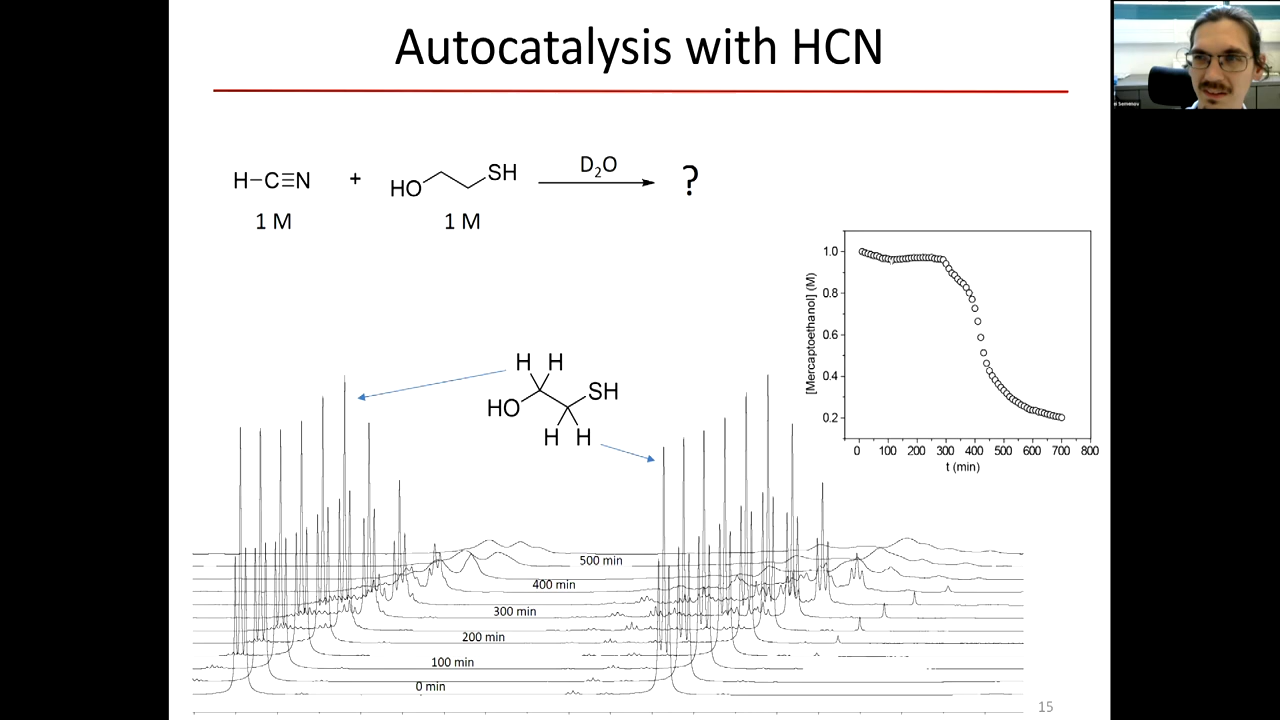 Autocatalysis with HCN
H–C≡N + HO SH D₂O ?
1 M 1 M
[Mercaptoethanol] (M)
1.0
0.8
0.6
0.4
0.2
0 100 200 300 400 500 600 700 800
t (min)
H H
HO SH
H H
500 min
400 min
300 min
200 min
100 min
0 min
15
Semenov